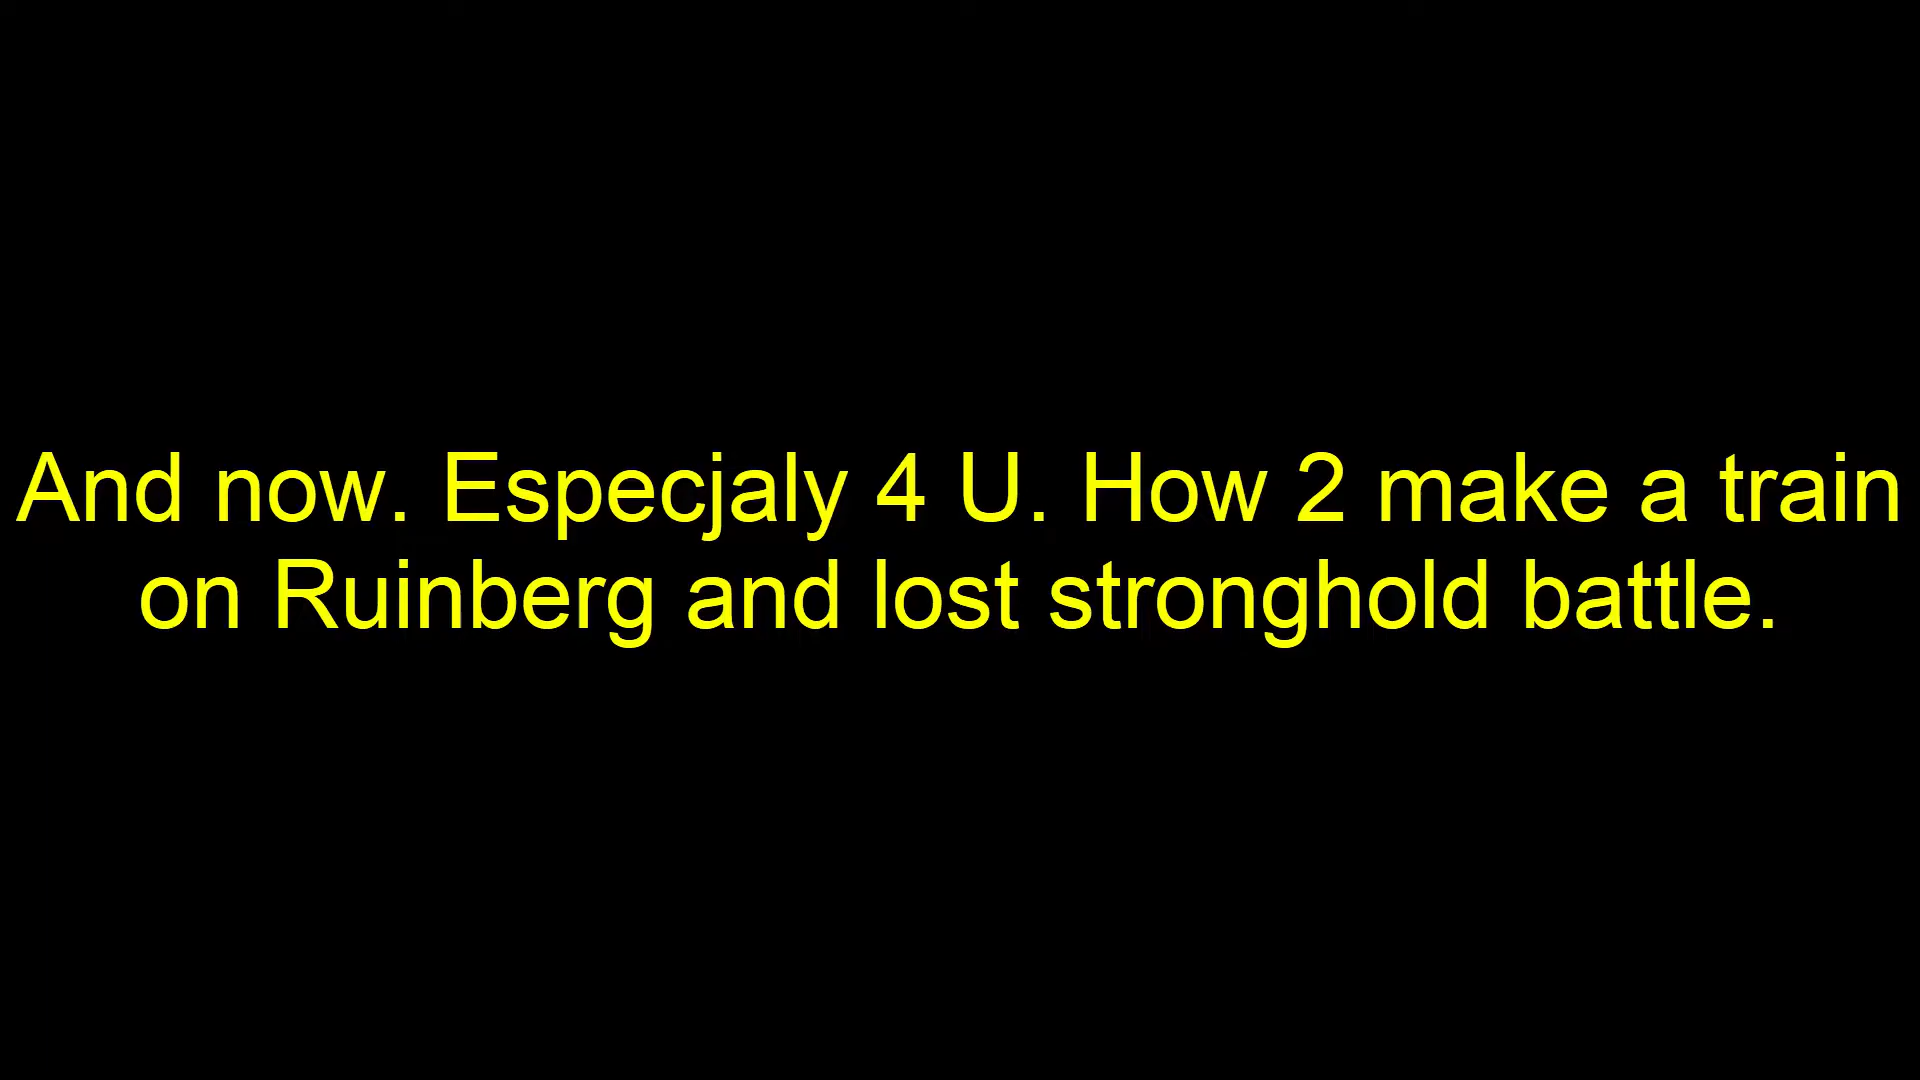 And now. Especjaly 4 U. How 2 make a train
on Ruinberg and lost stronghold battle.